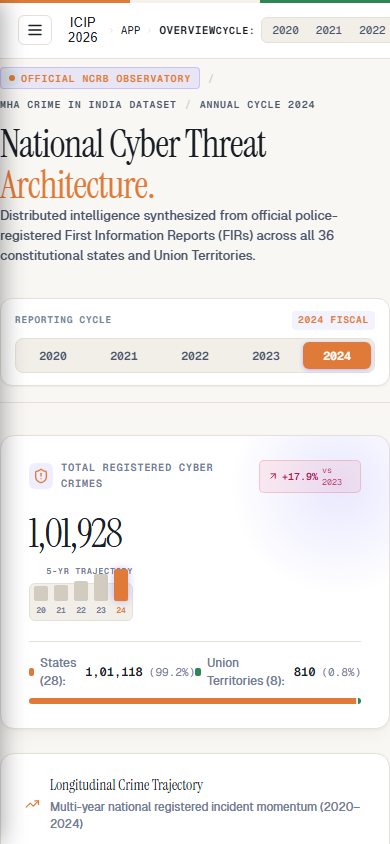 ICIP
2026
APP
OVERVIEW
CYCLE:
2020 2021 2022
OFFICIAL NCRB OBSERVATORY /
MHA CRIME IN INDIA DATASET / ANNUAL CYCLE 2024
National Cyber Threat
Architecture.
Distributed intelligence synthesized from official police-
registered First Information Reports (FIRs) across all 36
constitutional states and Union Territories.
REPORTING CYCLE
2024 FISCAL
2020 2021 2022 2023 2024
TOTAL REGISTERED CYBER
CRIMES
+17.9% vs
2023
1,01,928
5-YR TRAJECTORY
20 21 22 23 24
States
(28):
1,01,118 (99.2%)
Union
Territories (8):
810 (0.8%)
Longitudinal Crime Trajectory
Multi-year national registered incident momentum (2020–
2024)